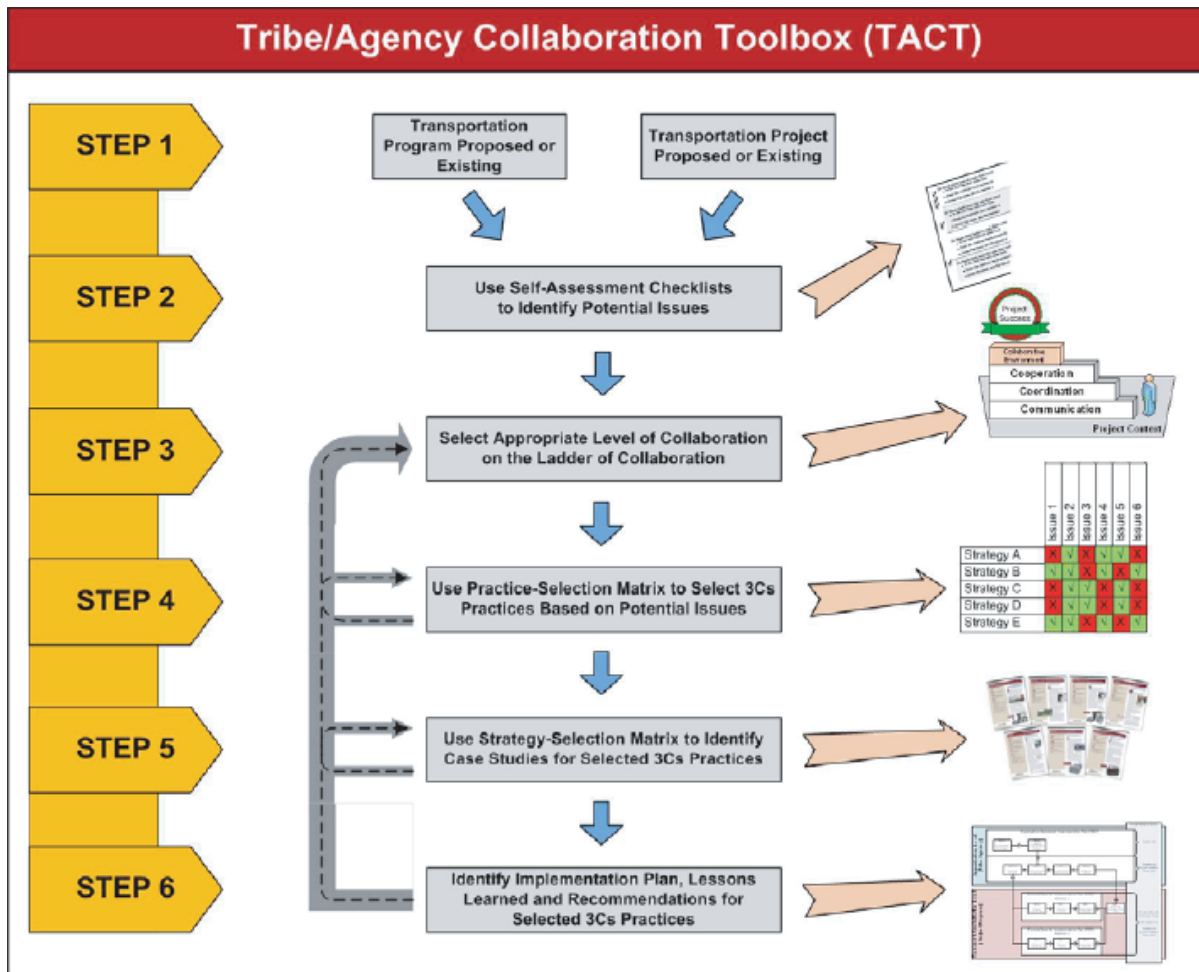 Tribe/Agency Collaboration Toolbox (TACT)
STEP 1
Transportation
Program Proposed or
Existing
Transportation Project
Proposed or Existing
STEP 2
Use Self-Assessment Checklists
to Identify Potential Issues
Project
Success
Collaborative
Environment
Cooperation
Coordination
Communication
Project Context
STEP 3
Select Appropriate Level of Collaboration
on the Ladder of Collaboration
Issue 1
Issue 2
Issue 3
Issue 4
Issue 5
Issue 6
Strategy A X √ X √ √ X
Strategy B √ √ X √ X √
Strategy C X √ √ X √ X
Strategy D X √ √ X √ X
Strategy E √ √ X √ X √
STEP 4
Use Practice-Selection Matrix to Select 3Cs
Practices Based on Potential Issues
STEP 5
Use Strategy-Selection Matrix to Identify
Case Studies for Selected 3Cs Practices
STEP 6
Identify Implementation Plan, Lessons
Learned and Recommendations for
Selected 3Cs Practices